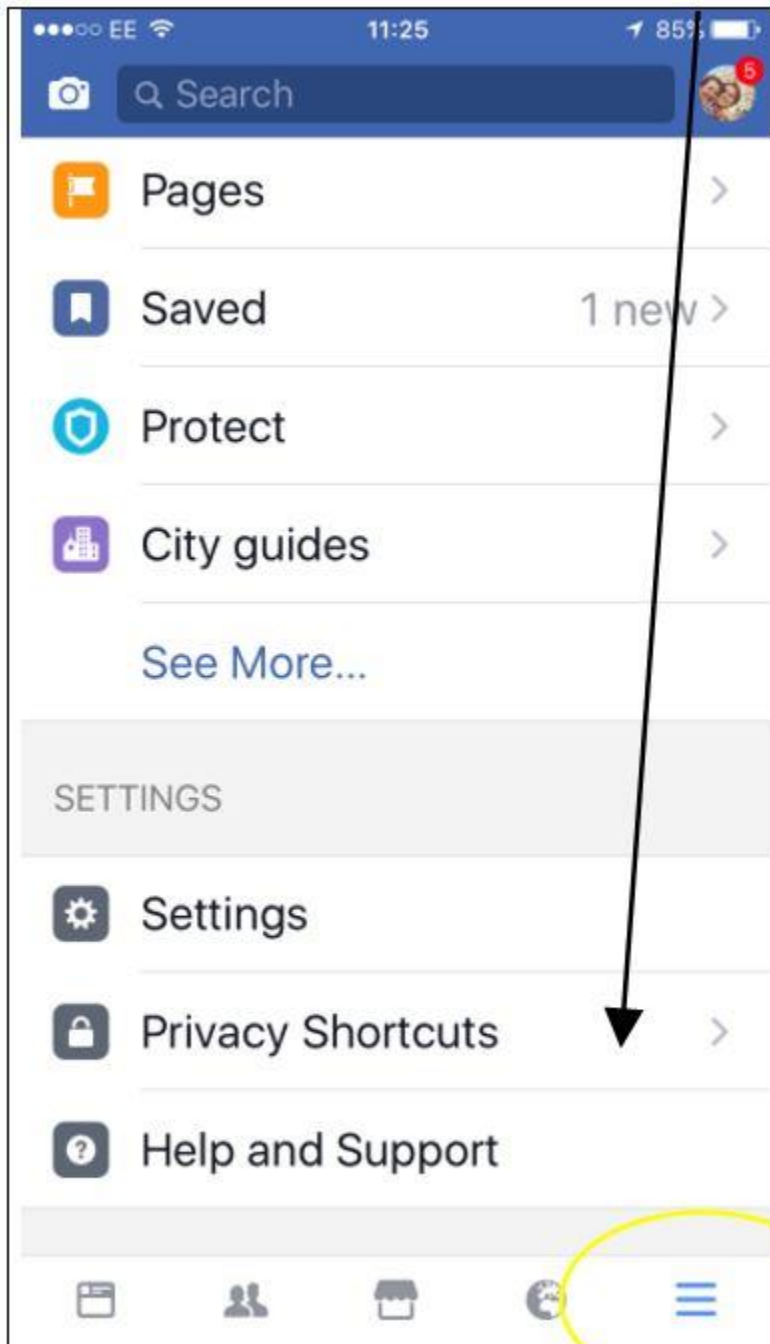 EE 11:25 85%
Search 5
Pages
Saved 1 new
Protect
City guides
See More...
SETTINGS
Settings
Privacy Shortcuts
Help and Support